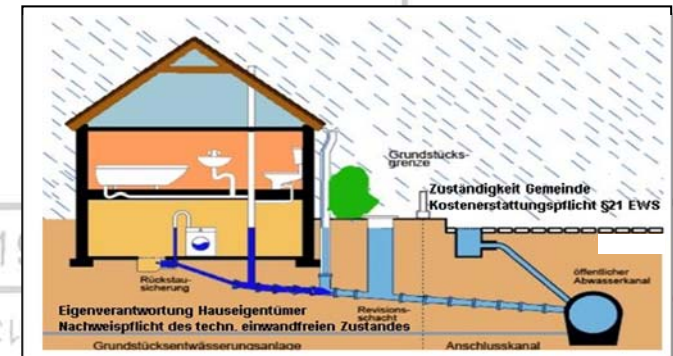 Grundstücks-
grenze
Zuständigkeit Gemeinde
Kostenerstattungspflicht §21 EWS
Rückstau-
sicherung
öffentlicher
Abwasserkanal
Eigenverantwortung Hauseigentümer
Nachweispflicht des techn. einwandfreien Zustandes
Revisions-
schacht
Grundstücksentwässerungsanlage
Anschlusskanal